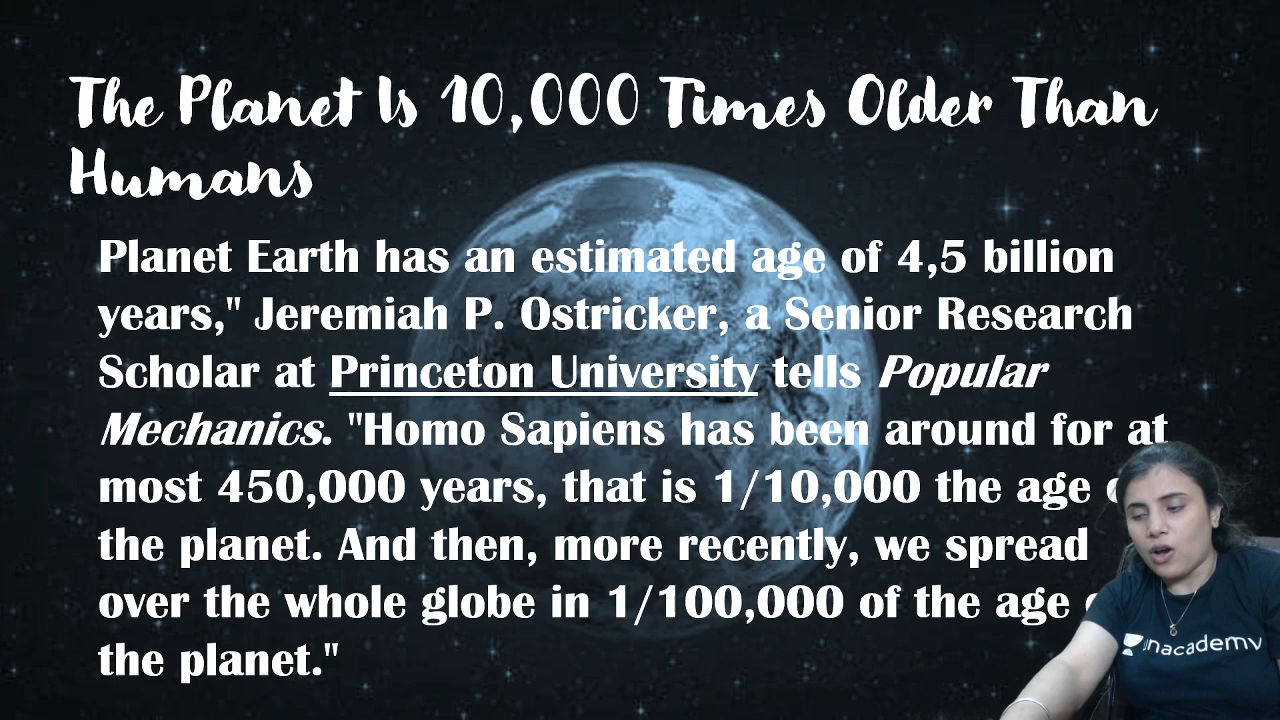 The Planet Is 10,000 Times Older Than
Humans
Planet Earth has an estimated age of 4,5 billion
years," Jeremiah P. Ostricker, a Senior Research
Scholar at Princeton University tells Popular
Mechanics. "Homo Sapiens has been around for at
most 450,000 years, that is 1/10,000 the age
the planet. And then, more recently, we spread
over the whole globe in 1/100,000 of the age
the planet."
unacademy